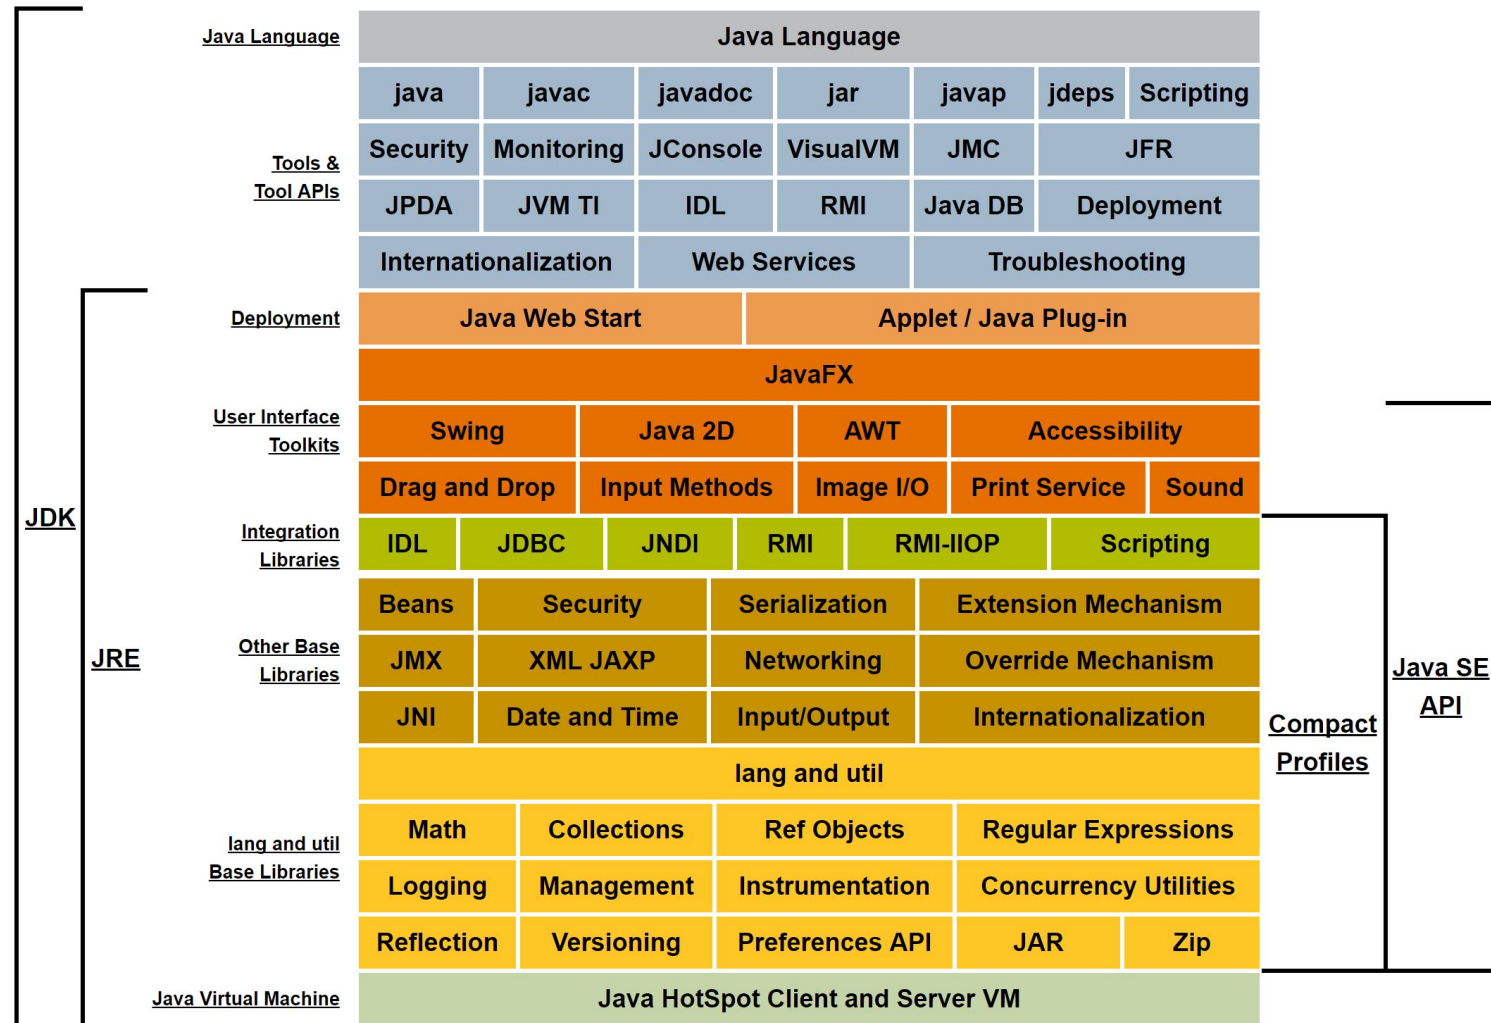 Java Language
Java Language
java javac javadoc jar javap jdeps Scripting
Tools &
Tool APIs
Security Monitoring JConsole VisualVM JMC JFR
JPDA JVM TI IDL RMI Java DB Deployment
Internationalization Web Services Troubleshooting
Deployment
Java Web Start Applet / Java Plug-in
JavaFX
User Interface
Toolkits
Swing Java 2D AWT Accessibility
Drag and Drop Input Methods Image I/O Print Service Sound
JDK
Integration
Libraries
IDL JDBC JNDI RMI RMI-IIOP Scripting
Beans Security Serialization Extension Mechanism
JRE
Other Base
Libraries
JMX XML JAXP Networking Override Mechanism
JNI Date and Time Input/Output Internationalization
Java SE
API
Compact
Profiles
lang and util
lang and util
Base Libraries
Math Collections Ref Objects Regular Expressions
Logging Management Instrumentation Concurrency Utilities
Reflection Versioning Preferences API JAR Zip
Java Virtual Machine
Java HotSpot Client and Server VM